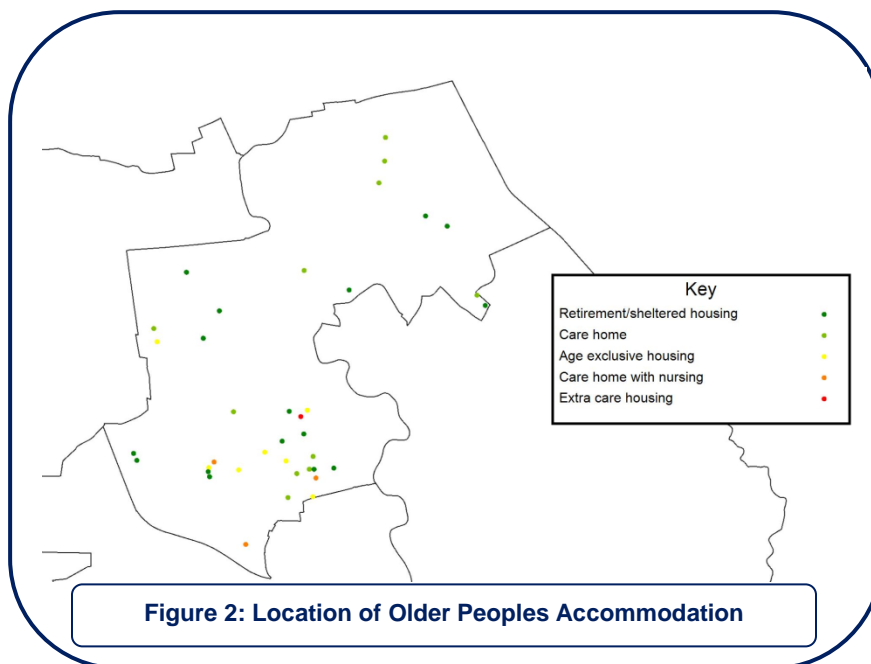 Key
Retirement/sheltered housing
Care home
Age exclusive housing
Care home with nursing
Extra care housing
Figure 2: Location of Older Peoples Accommodation